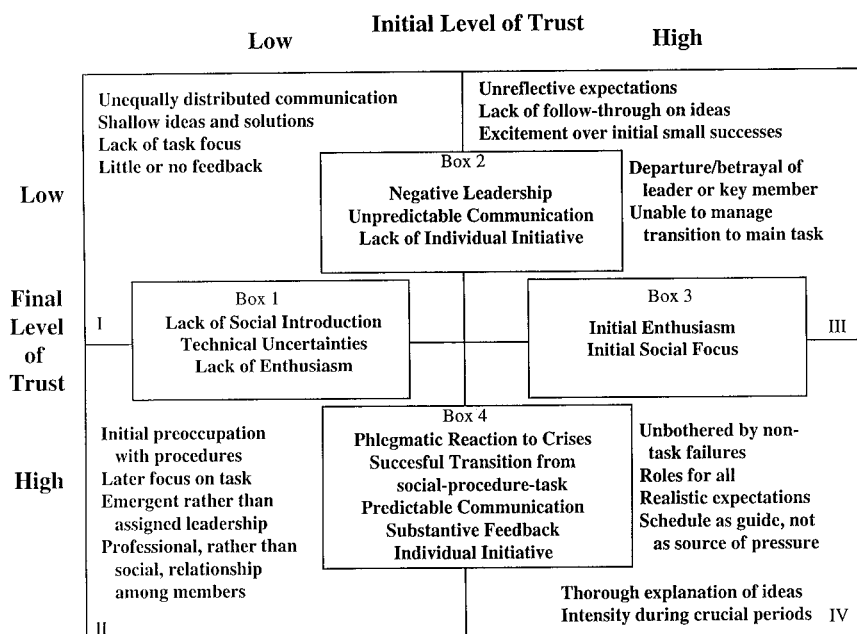 Initial Level of Trust
Low
High
Unequally distributed communication
Shallow ideas and solutions
Lack of task focus
Little or no feedback
Unreflective expectations
Lack of follow-through on ideas
Excitement over initial small successes
Departure/betrayal of
leader or key member
Unable to manage
transition to main task
Box 2
Negative Leadership
Unpredictable Communication
Lack of Individual Initiative
Low
Final
Level
of
Trust
I
Box 1
Lack of Social Introduction
Technical Uncertainties
Lack of Enthusiasm
Box 3
Initial Enthusiasm
Initial Social Focus
III
High
Initial preoccupation
with procedures
Later focus on task
Emergent rather than
assigned leadership
Professional, rather than
social, relationship
among members
II
Box 4
Phlegmatic Reaction to Crises
Succesful Transition from
social-procedure-task
Predictable Communication
Substantive Feedback
Individual Initiative
Unbothered by non-
task failures
Roles for all
Realistic expectations
Schedule as guide, not
as source of pressure
Thorough explanation of ideas
Intensity during crucial periods
IV